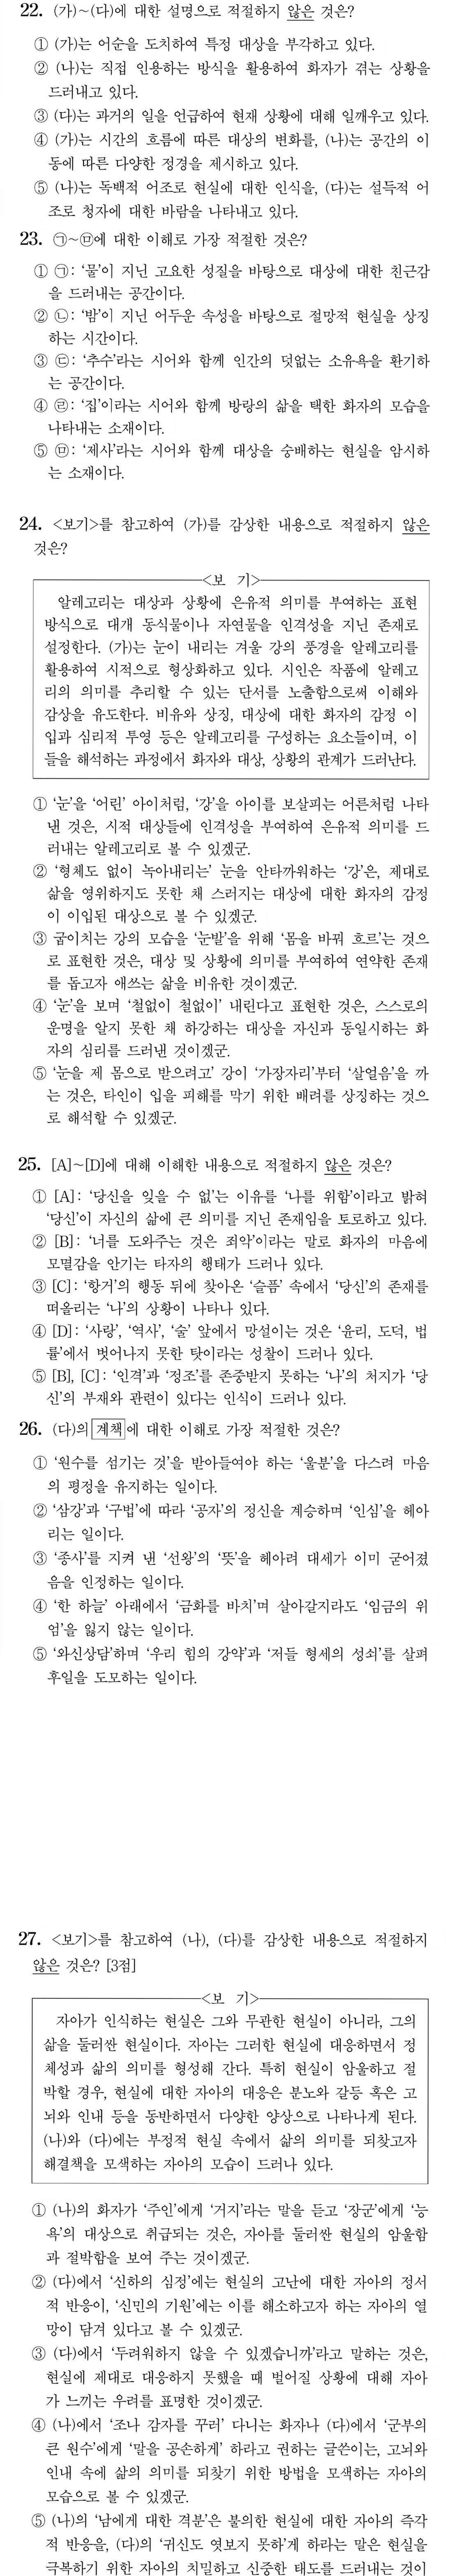 22. (가)~(다)에 대한 설명으로 적절하지 않은 것은?
① (가)는 어순을 도치하여 특정 대상을 부각하고 있다.
② (나)는 직접 인용하는 방식을 활용하여 화자가 겪는 상황을
드러내고 있다.
③ (다)는 과거의 일을 언급하여 현재 상황에 대해 일깨우고 있다.
④ (가)는 시간의 흐름에 따른 대상의 변화를, (나)는 공간의 이
동에 따른 다양한 정경을 제시하고 있다.
⑤ (나)는 독백적 어조로 현실에 대한 인식을, (다)는 설득적 어
조로 청자에 대한 바람을 나타내고 있다.
23. ㉠~㉤에 대한 이해로 가장 적절한 것은?
① ㉠: ‘물’이 지닌 고요한 성질을 바탕으로 대상에 대한 친근감
을 드러내는 공간이다.
② ㉡: ‘밤’이 지닌 어두운 속성을 바탕으로 절망적 현실을 상징
하는 시간이다.
③ ㉢: ‘추수’라는 시어와 함께 인간의 덧없는 소유욕을 환기하
는 공간이다.
④ ㉣: ‘집’이라는 시어와 함께 방랑의 삶을 택한 화자의 모습을
나타내는 소재이다.
⑤ ㉤: ‘제사’라는 시어와 함께 대상을 숭배하는 현실을 암시하
는 소재이다.
24. <보기>를 참고하여 (가)를 감상한 내용으로 적절하지 않은
것은?
<보 기>
알레고리는 대상과 상황에 은유적 의미를 부여하는 표현
방식으로 대개 동식물이나 자연물을 인격성을 지닌 존재로
설정한다. (가)는 눈이 내리는 겨울 강의 풍경을 알레고리를
활용하여 시적으로 형상화하고 있다. 시인은 작품에 알레고
리의 의미를 추리할 수 있는 단서를 노출함으로써 이해와
감상을 유도한다. 비유와 상징, 대상에 대한 화자의 감정 이
입과 심리적 투영 등은 알레고리를 구성하는 요소들이며, 이
들을 해석하는 과정에서 화자와 대상, 상황의 관계가 드러난다.
① ‘눈’을 ‘어린’ 아이처럼, ‘강’을 아이를 보살피는 어른처럼 나타
낸 것은, 시적 대상들에 인격성을 부여하여 은유적 의미를 드
러내는 알레고리로 볼 수 있겠군.
② ‘형체도 없이 녹아내리는’ 눈을 안타까워하는 ‘강’은, 제대로
삶을 영위하지도 못한 채 스러지는 대상에 대한 화자의 감정
이 이입된 대상으로 볼 수 있겠군.
③ 굽이치는 강의 모습을 ‘눈발’을 위해 ‘몸을 바꿔 흐르’는 것으
로 표현한 것은, 대상 및 상황에 의미를 부여하여 연약한 존재
를 돕고자 애쓰는 삶을 비유한 것이겠군.
④ ‘눈’을 보며 ‘철없이 철없이’ 내린다고 표현한 것은, 스스로의
운명을 알지 못한 채 하강하는 대상을 자신과 동일시하는 화
자의 심리를 드러낸 것이겠군.
⑤ ‘눈을 제 몸으로 받으려고’ 강이 ‘가장자리’부터 ‘살얼음’을 까
는 것은, 타인이 입을 피해를 막기 위한 배려를 상징하는 것으
로 해석할 수 있겠군.
25. [A]~[D]에 대해 이해한 내용으로 적절하지 않은 것은?
① [A]: ‘당신을 잊을 수 없’는 이유를 ‘나를 위함’이라고 밝혀
‘당신’이 자신의 삶에 큰 의미를 지닌 존재임을 토로하고 있다.
② [B]: ‘너를 도와주는 것은 죄악’이라는 말로 화자의 마음에
모멸감을 안기는 타자의 행태가 드러나 있다.
③ [C]: ‘항거’의 행동 뒤에 찾아온 ‘슬픔’ 속에서 ‘당신’의 존재를
떠올리는 ‘나’의 상황이 나타나 있다.
④ [D]: ‘사랑’, ‘역사’, ‘술’ 앞에서 망설이는 것은 ‘윤리, 도덕, 법
률’에서 벗어나지 못한 탓이라는 성찰이 드러나 있다.
⑤ [B], [C]: ‘인격’과 ‘정조’를 존중받지 못하는 ‘나’의 처지가 ‘당
신’의 부재와 관련이 있다는 인식이 드러나 있다.
26. (다)의 계책에 대한 이해로 가장 적절한 것은?
① ‘원수를 섬기는 것’을 받아들여야 하는 ‘울분’을 다스려 마음
의 평정을 유지하는 일이다.
② ‘삼강’과 ‘구법’에 따라 ‘공자’의 정신을 계승하며 ‘인심’을 헤아
리는 일이다.
③ ‘종사’를 지켜 낸 ‘선왕’의 ‘뜻’을 헤아려 대세가 이미 굳어졌
음을 인정하는 일이다.
④ ‘한 하늘’ 아래에서 ‘금화를 바치’며 살아갈지라도 ‘임금의 위
엄’을 잃지 않는 일이다.
⑤ ‘와신상담’하며 ‘우리 힘의 강약’과 ‘저들 형세의 성쇠’를 살펴
후일을 도모하는 일이다.
27. <보기>를 참고하여 (나), (다)를 감상한 내용으로 적절하지
않은 것은? [3점]
<보 기>
자아가 인식하는 현실은 그와 무관한 현실이 아니라, 그의
삶을 둘러싼 현실이다. 자아는 그러한 현실에 대응하면서 정
체성과 삶의 의미를 형성해 간다. 특히 현실이 암울하고 절
박할 경우, 현실에 대한 자아의 대응은 분노와 갈등 혹은 고
뇌와 인내 등을 동반하면서 다양한 양상으로 나타나게 된다.
(나)와 (다)에는 부정적 현실 속에서 삶의 의미를 되찾고자
해결책을 모색하는 자아의 모습이 드러나 있다.
① (나)의 화자가 ‘주인’에게 ‘거지’라는 말을 듣고 ‘장군’에게 ‘능
욕’의 대상으로 취급되는 것은, 자아를 둘러싼 현실의 암울함
과 절박함을 보여 주는 것이겠군.
② (다)에서 ‘신하의 심정’에는 현실의 고난에 대한 자아의 정서
적 반응이, ‘신민의 기원’에는 이를 해소하고자 하는 자아의 열
망이 담겨 있다고 볼 수 있겠군.
③ (다)에서 ‘두려워하지 않을 수 있겠습니까’라고 말하는 것은,
현실에 제대로 대응하지 못했을 때 벌어질 상황에 대해 자아
가 느끼는 우려를 표명한 것이겠군.
④ (나)에서 ‘조나 감자를 꾸러’ 다니는 화자나 (다)에서 ‘군부의
큰 원수’에게 ‘말을 공손하게’ 하라고 권하는 글쓴이는, 고뇌와
인내 속에 삶의 의미를 되찾기 위한 방법을 모색하는 자아의
모습으로 볼 수 있겠군.
⑤ (나)의 ‘남에게 대한 격분’은 불의한 현실에 대한 자아의 즉각
적 반응을, (다)의 ‘귀신도 엿보지 못하’게 하라는 말은 현실을
극복하기 위한 자아의 치밀하고 신중한 태도를 드러내는 것이